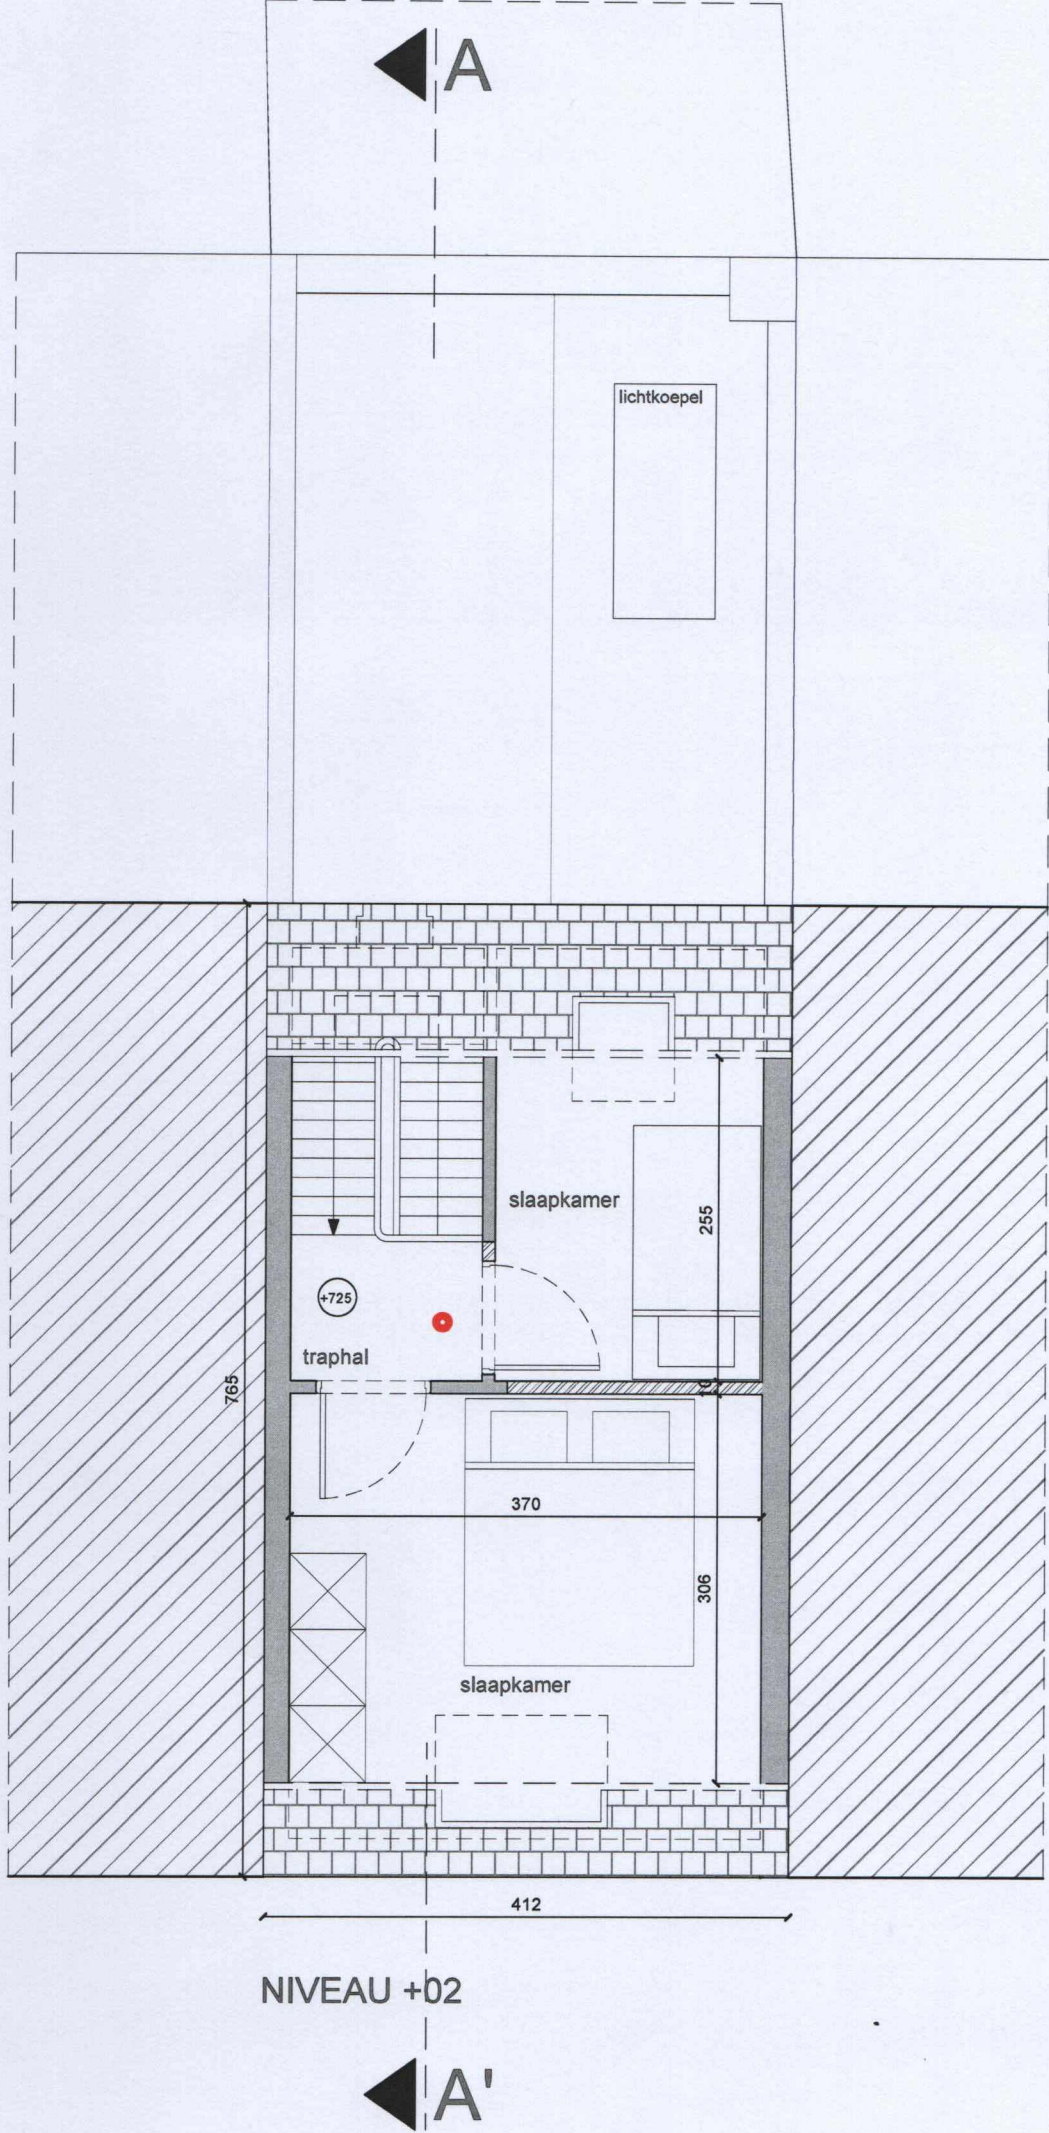 A
lichtkoepel
slaapkamer
255
+725
traphal
765
10
370
306
slaapkamer
412
NIVEAU +02
A'